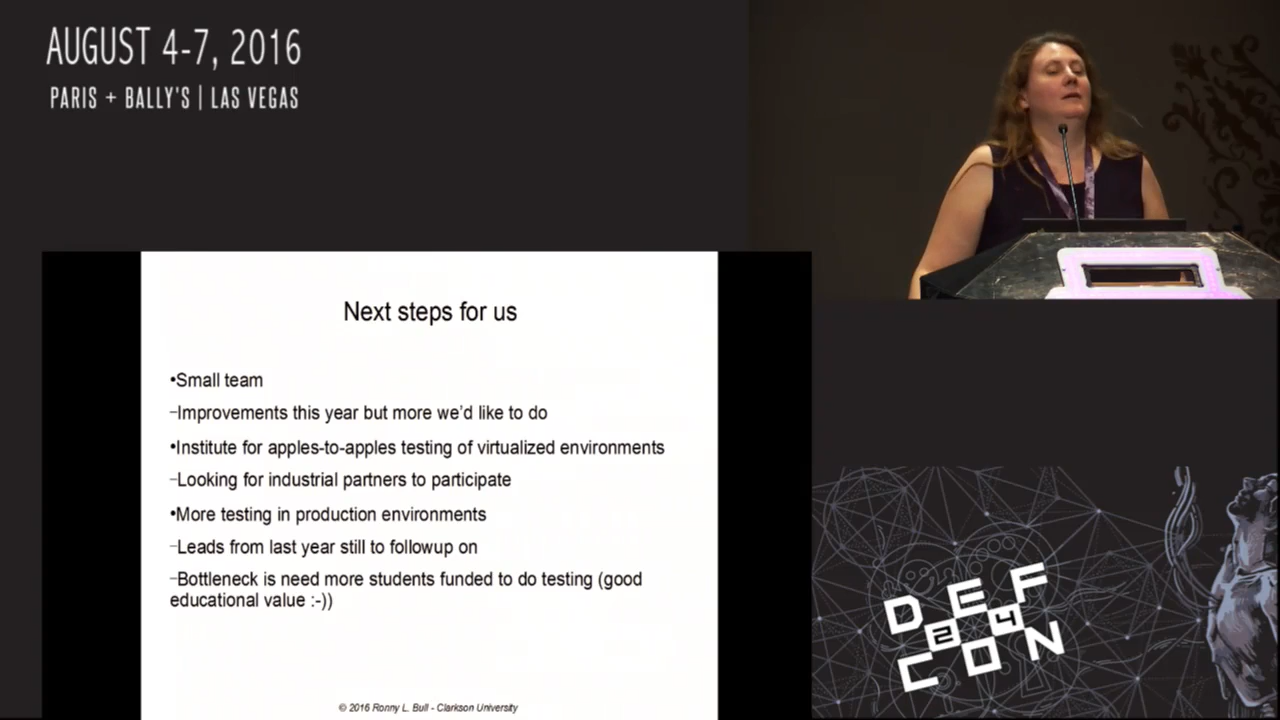 AUGUST 4-7, 2016
PARIS + BALLY'S | LAS VEGAS
Next steps for us
•Small team
–Improvements this year but more we'd like to do
•Institute for apples-to-apples testing of virtualized environments
–Looking for industrial partners to participate
•More testing in production environments
–Leads from last year still to followup on
–Bottleneck is need more students funded to do testing (good
educational value :-))
© 2016 Ronny L. Bull - Clarkson University
DEF
24
CON